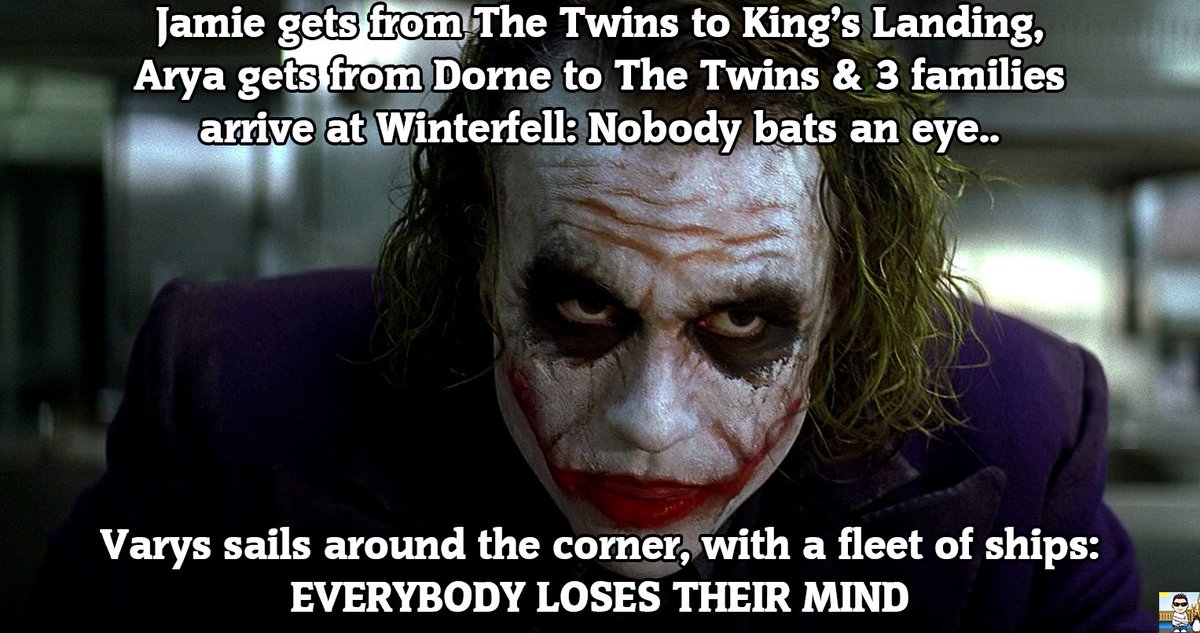 Jamie gets from The Twins to King’s Landing,
Arya gets from Dorne to The Twins & 3 families
arrive at Winterfell: Nobody bats an eye..
Varys sails around the corner, with a fleet of ships:
EVERYBODY LOSES THEIR MIND